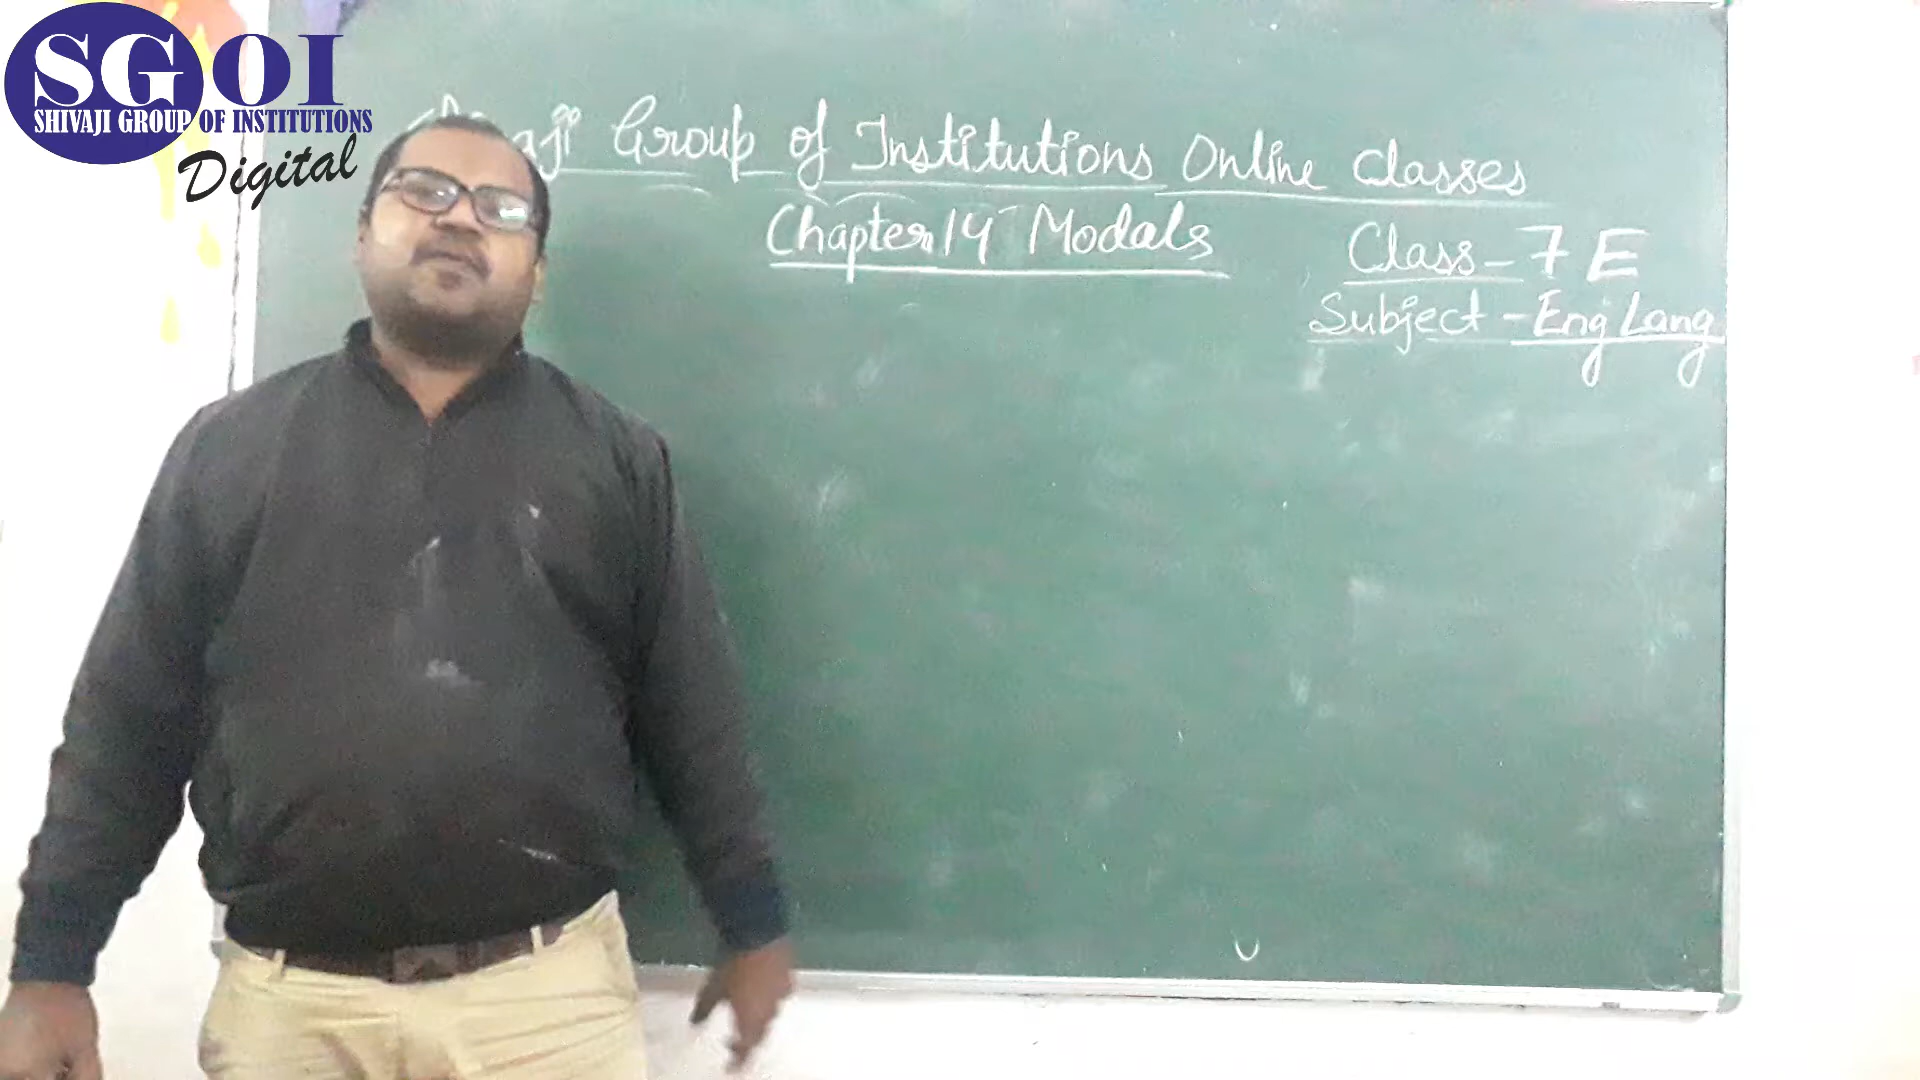 SGOI
SHIVAJI GROUP OF INSTITUTIONS
Digital
Group of Institutions Online Classes
Chapter 14 Modals
Class - 7 E
Subject - Eng Lang